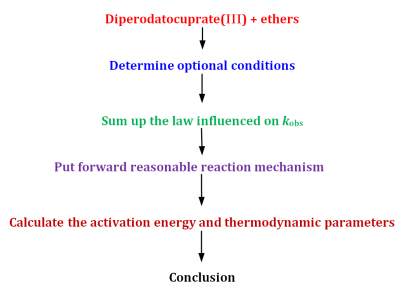 Diperodatocuprate(III) + ethers
Determine optional conditions
Sum up the law influenced on kobs
Put forward reasonable reaction mechanism
Calculate the activation energy and thermodynamic parameters
Conclusion